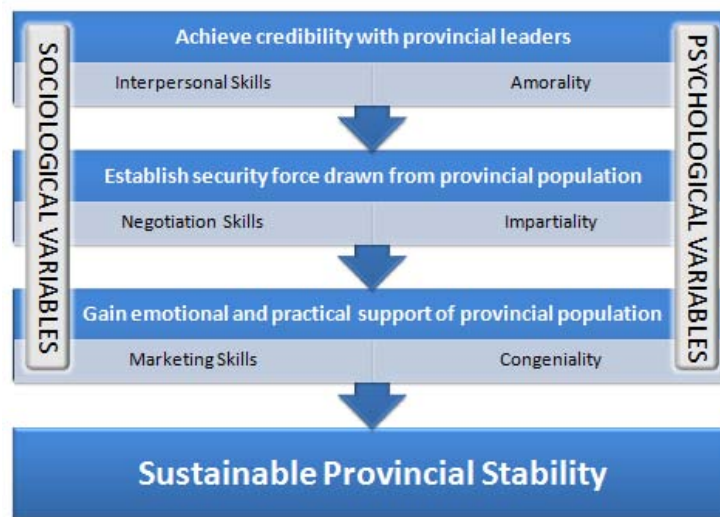 SOCIOLOGICAL VARIABLES
PSYCHOLOGICAL VARIABLES
Achieve credibility with provincial leaders
Interpersonal Skills
Amorality
Establish security force drawn from provincial population
Negotiation Skills
Impartiality
Gain emotional and practical support of provincial population
Marketing Skills
Congeniality
Sustainable Provincial Stability